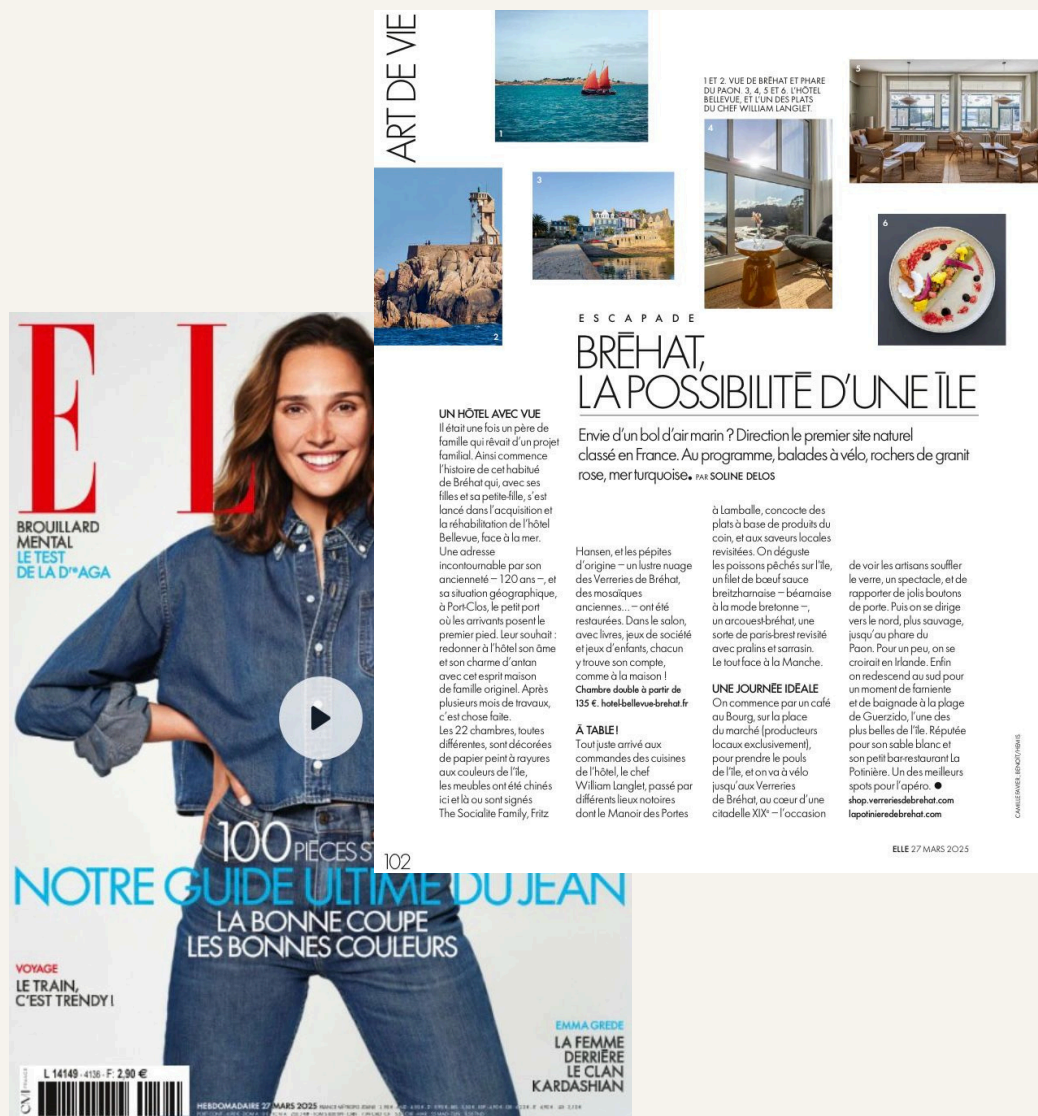 ART DE VIE
1
2
3
4
5
6
1 ET 2. VUE DE BRÉHAT ET PHARE
DU PAON. 3, 4, 5 ET 6. L'HÔTEL
BELLEVUE, ET L'UN DES PLATS
DU CHEF WILLIAM LANGLET.
ESCAPADE
BRĒHAT,
LA POSSIBILITĒ D'UNE ĪLE
Envie d'un bol d'air marin ? Direction le premier site naturel
classé en France. Au programme, balades à vélo, rochers de granit
rose, mer turquoise. PAR SOLINE DELOS
UN HÔTEL AVEC VUE
Il était une fois un père de
famille qui rêvait d'un projet
familial. Ainsi commence
l'histoire de cet habitué
de Bréhat qui, avec ses
filles et sa petite-fille, s'est
lancé dans l'acquisition et
la réhabilitation de l'hôtel
Bellevue, face à la mer.
Une adresse
incontournable par son
ancienneté – 120 ans –, et
sa situation géographique,
à Port-Clos, le petit port
où les arrivants posent le
premier pied. Leur souhait :
redonner à l'hôtel son âme
et son charme d'antan
avec cet esprit maison
de famille originel. Après
plusieurs mois de travaux,
c'est chose faite.
Les 22 chambres, toutes
différentes, sont décorées
de papier peint à rayures
aux couleurs de l'île,
les meubles ont été chinés
ici et là ou sont signés
The Socialite Family, Fritz
Hansen, et les pépites
d'origine – un lustre nuage
des Verreries de Bréhat,
des mosaïques
anciennes... – ont été
restaurées. Dans le salon,
avec livres, jeux de société
et jeux d'enfants, chacun
y trouve son compte,
comme à la maison !
Chambre double à partir de
135 €. hotel-bellevue-brehat.fr
À TABLE !
Tout juste arrivé aux
commandes des cuisines
de l'hôtel, le chef
William Langlet, passé par
différents lieux notoires
dont le Manoir des Portes
à Lamballe, concocte des
plats à base de produits du
coin, et aux saveurs locales
revisitées. On déguste
les poissons pêchés sur l'île,
un filet de bœuf sauce
breitzharnaise – béarnaise
à la mode bretonne –,
un arcouest-bréhat, une
sorte de paris-brest revisité
avec pralins et sarrasin.
Le tout face à la Manche.
UNE JOURNÉE IDĒALE
On commence par un café
au Bourg, sur la place
du marché (producteurs
locaux exclusivement),
pour prendre le pouls
de l'île, et on va à vélo
jusqu'aux Verreries
de Bréhat, au cœur d'une
citadelle XIXᵉ – l'occasion
de voir les artisans souffler
le verre, un spectacle, et de
rapporter de jolis boutons
de porte. Puis on se dirige
vers le nord, plus sauvage,
jusqu'au phare du
Paon. Pour un peu, on se
croirait en Irlande. Enfin
on redescend au sud pour
un moment de farniente
et de baignade à la plage
de Guerzido, l'une des
plus belles de l'île. Réputée
pour son sable blanc et
son petit bar-restaurant La
Potinière. Un des meilleurs
spots pour l'apéro. ●
shop.verreriesdebrehat.com
lapotinieredebrehat.com
CAMILLE FAVIER ; BENOIT/HEMIS.
102
ELLE 27 MARS 2025
E L
BROUILLARD
MENTAL
LE TEST
DE LA Dʳᵉ AGA
100 PIÈCES S
NOTRE GUIDE ULTIME DU JEAN
LA BONNE COUPE
LES BONNES COULEURS
VOYAGE
LE TRAIN,
C'EST TRENDY !
EMMA GREDE
LA FEMME
DERRIÈRE
LE CLAN
KARDASHIAN
L 14149 - 4136 - F: 2,90 €
HEBDOMADAIRE 27 MARS 2025